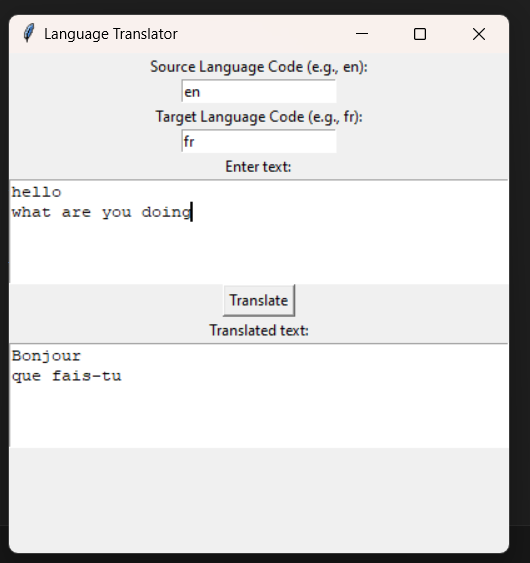 Language Translator
Source Language Code (e.g., en):
en
Target Language Code (e.g., fr):
fr
Enter text:
hello
what are you doing
Translate
Translated text:
Bonjour
que fais-tu